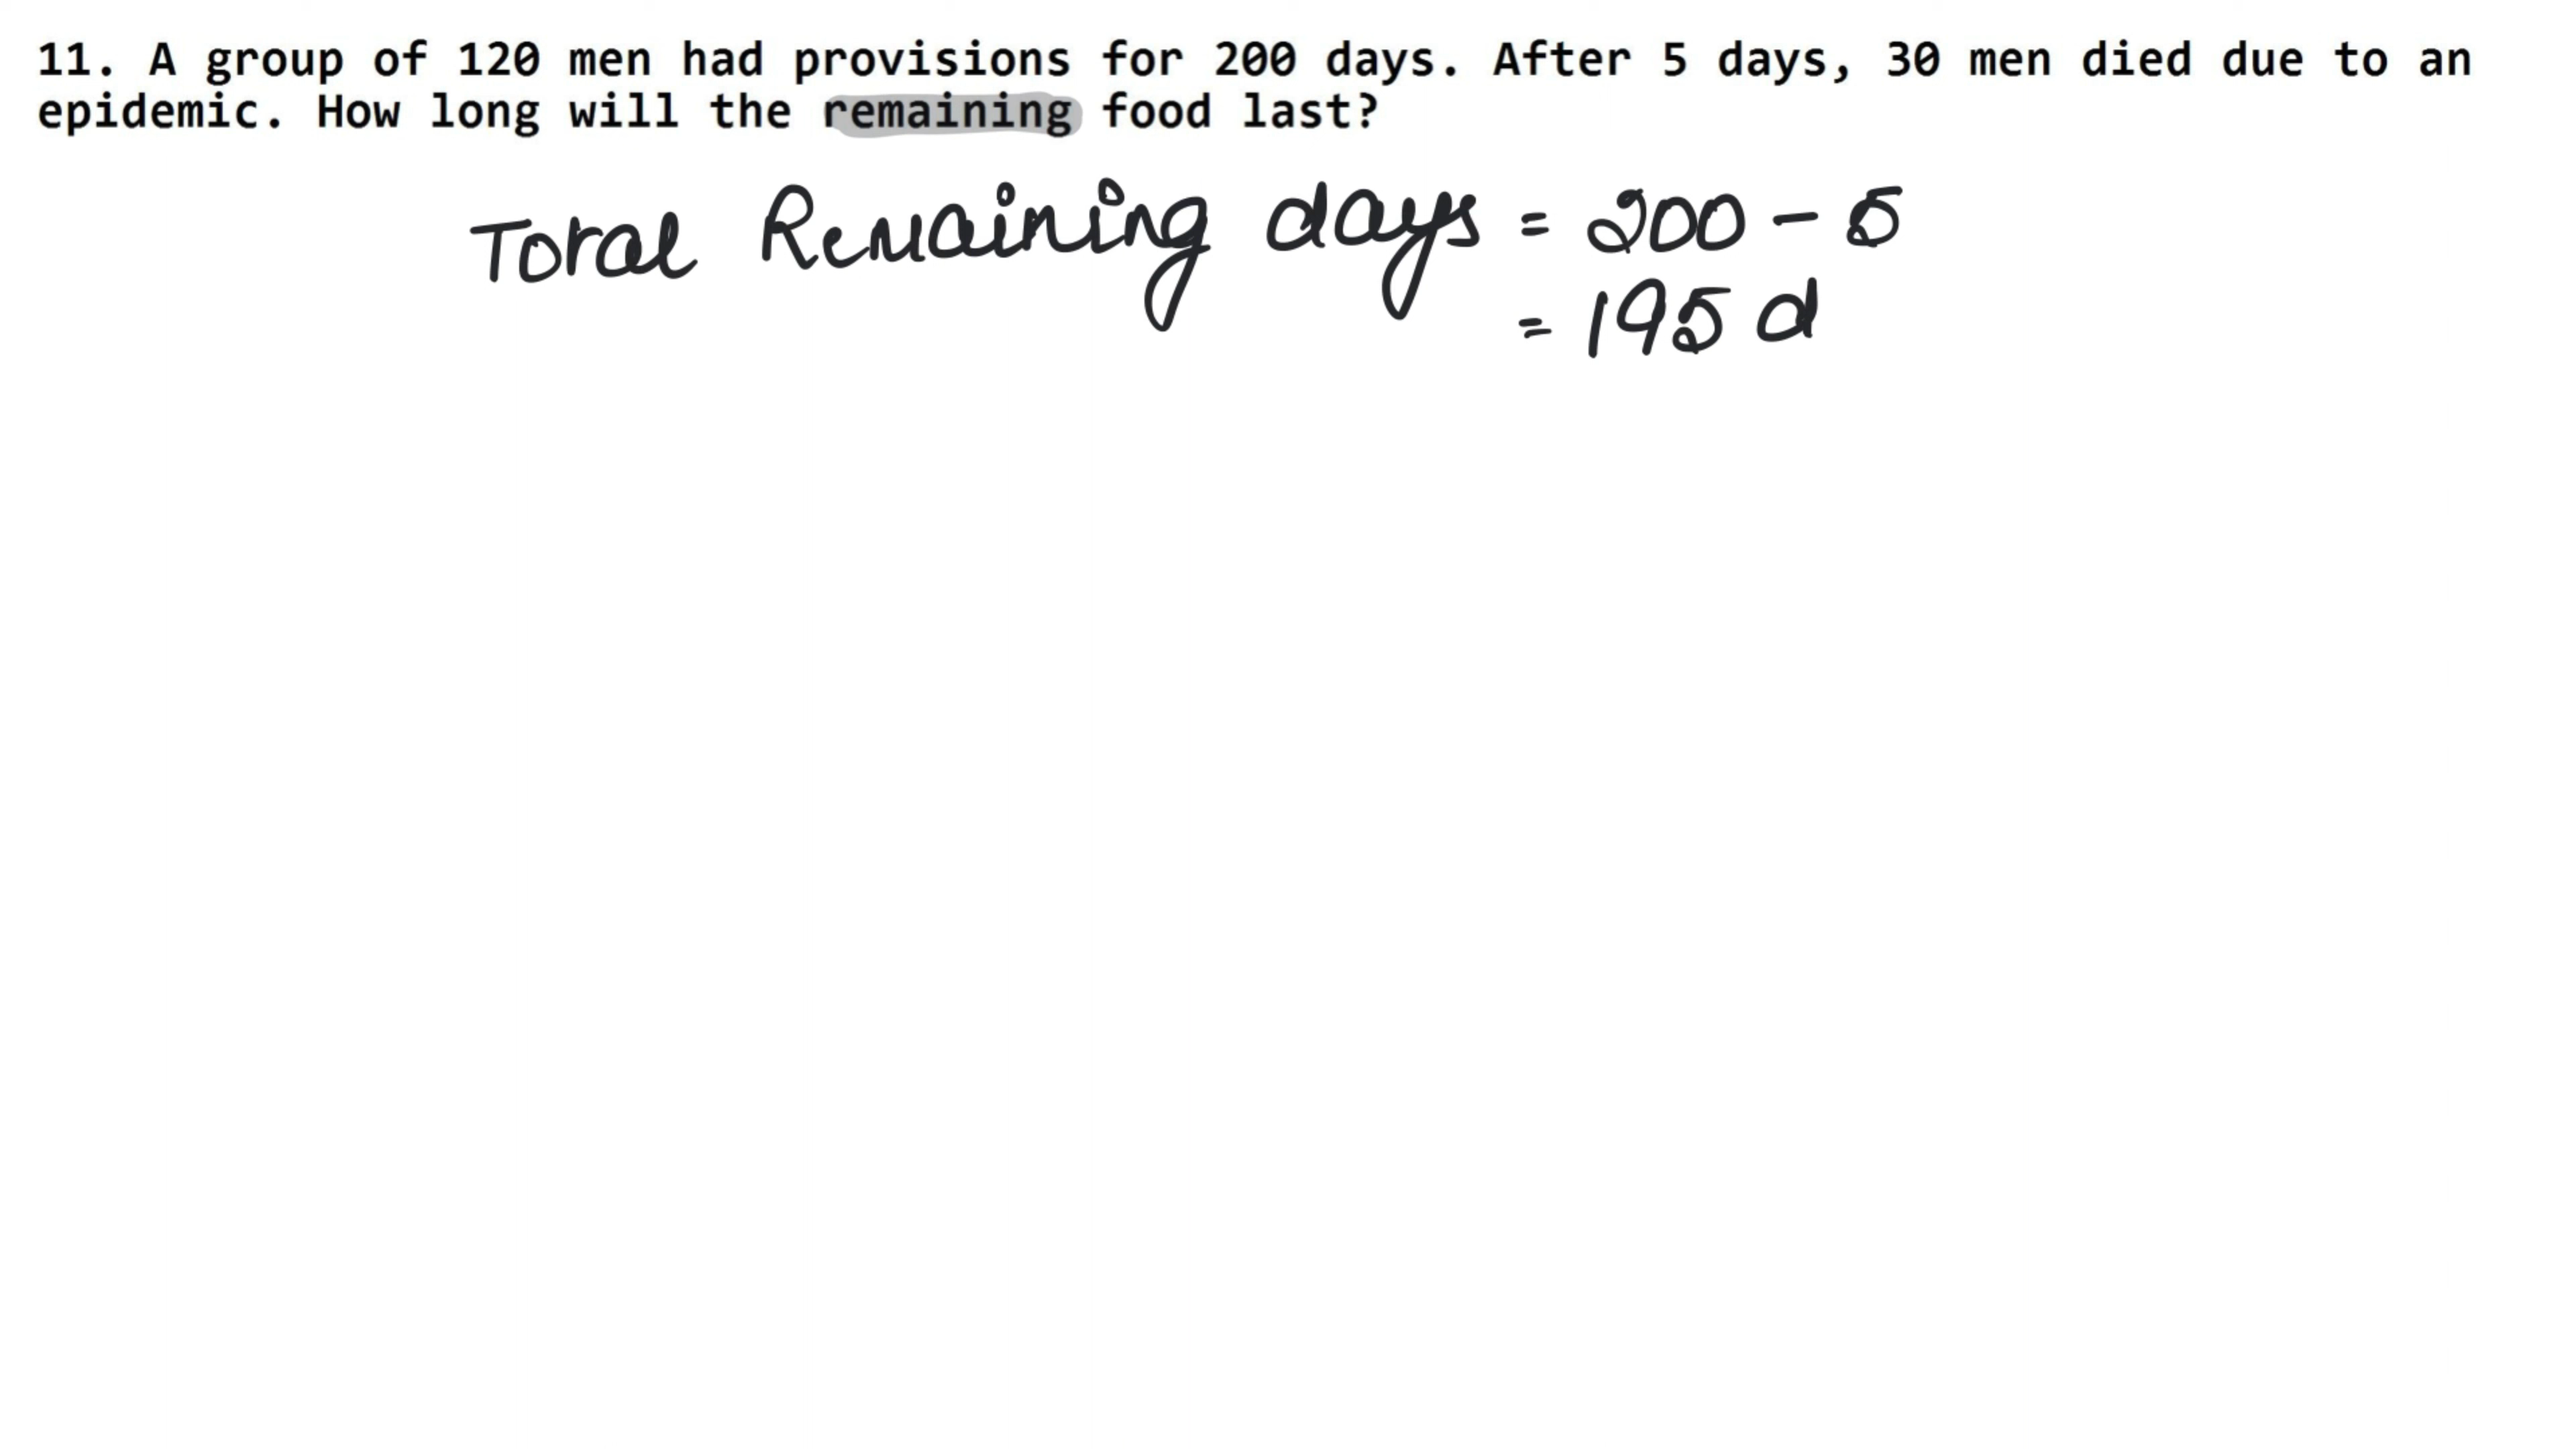 11. A group of 120 men had provisions for 200 days. After 5 days, 30 men died due to an
epidemic. How long will the remaining food last?
Total Remaining days = 200 - 5
= 195 d